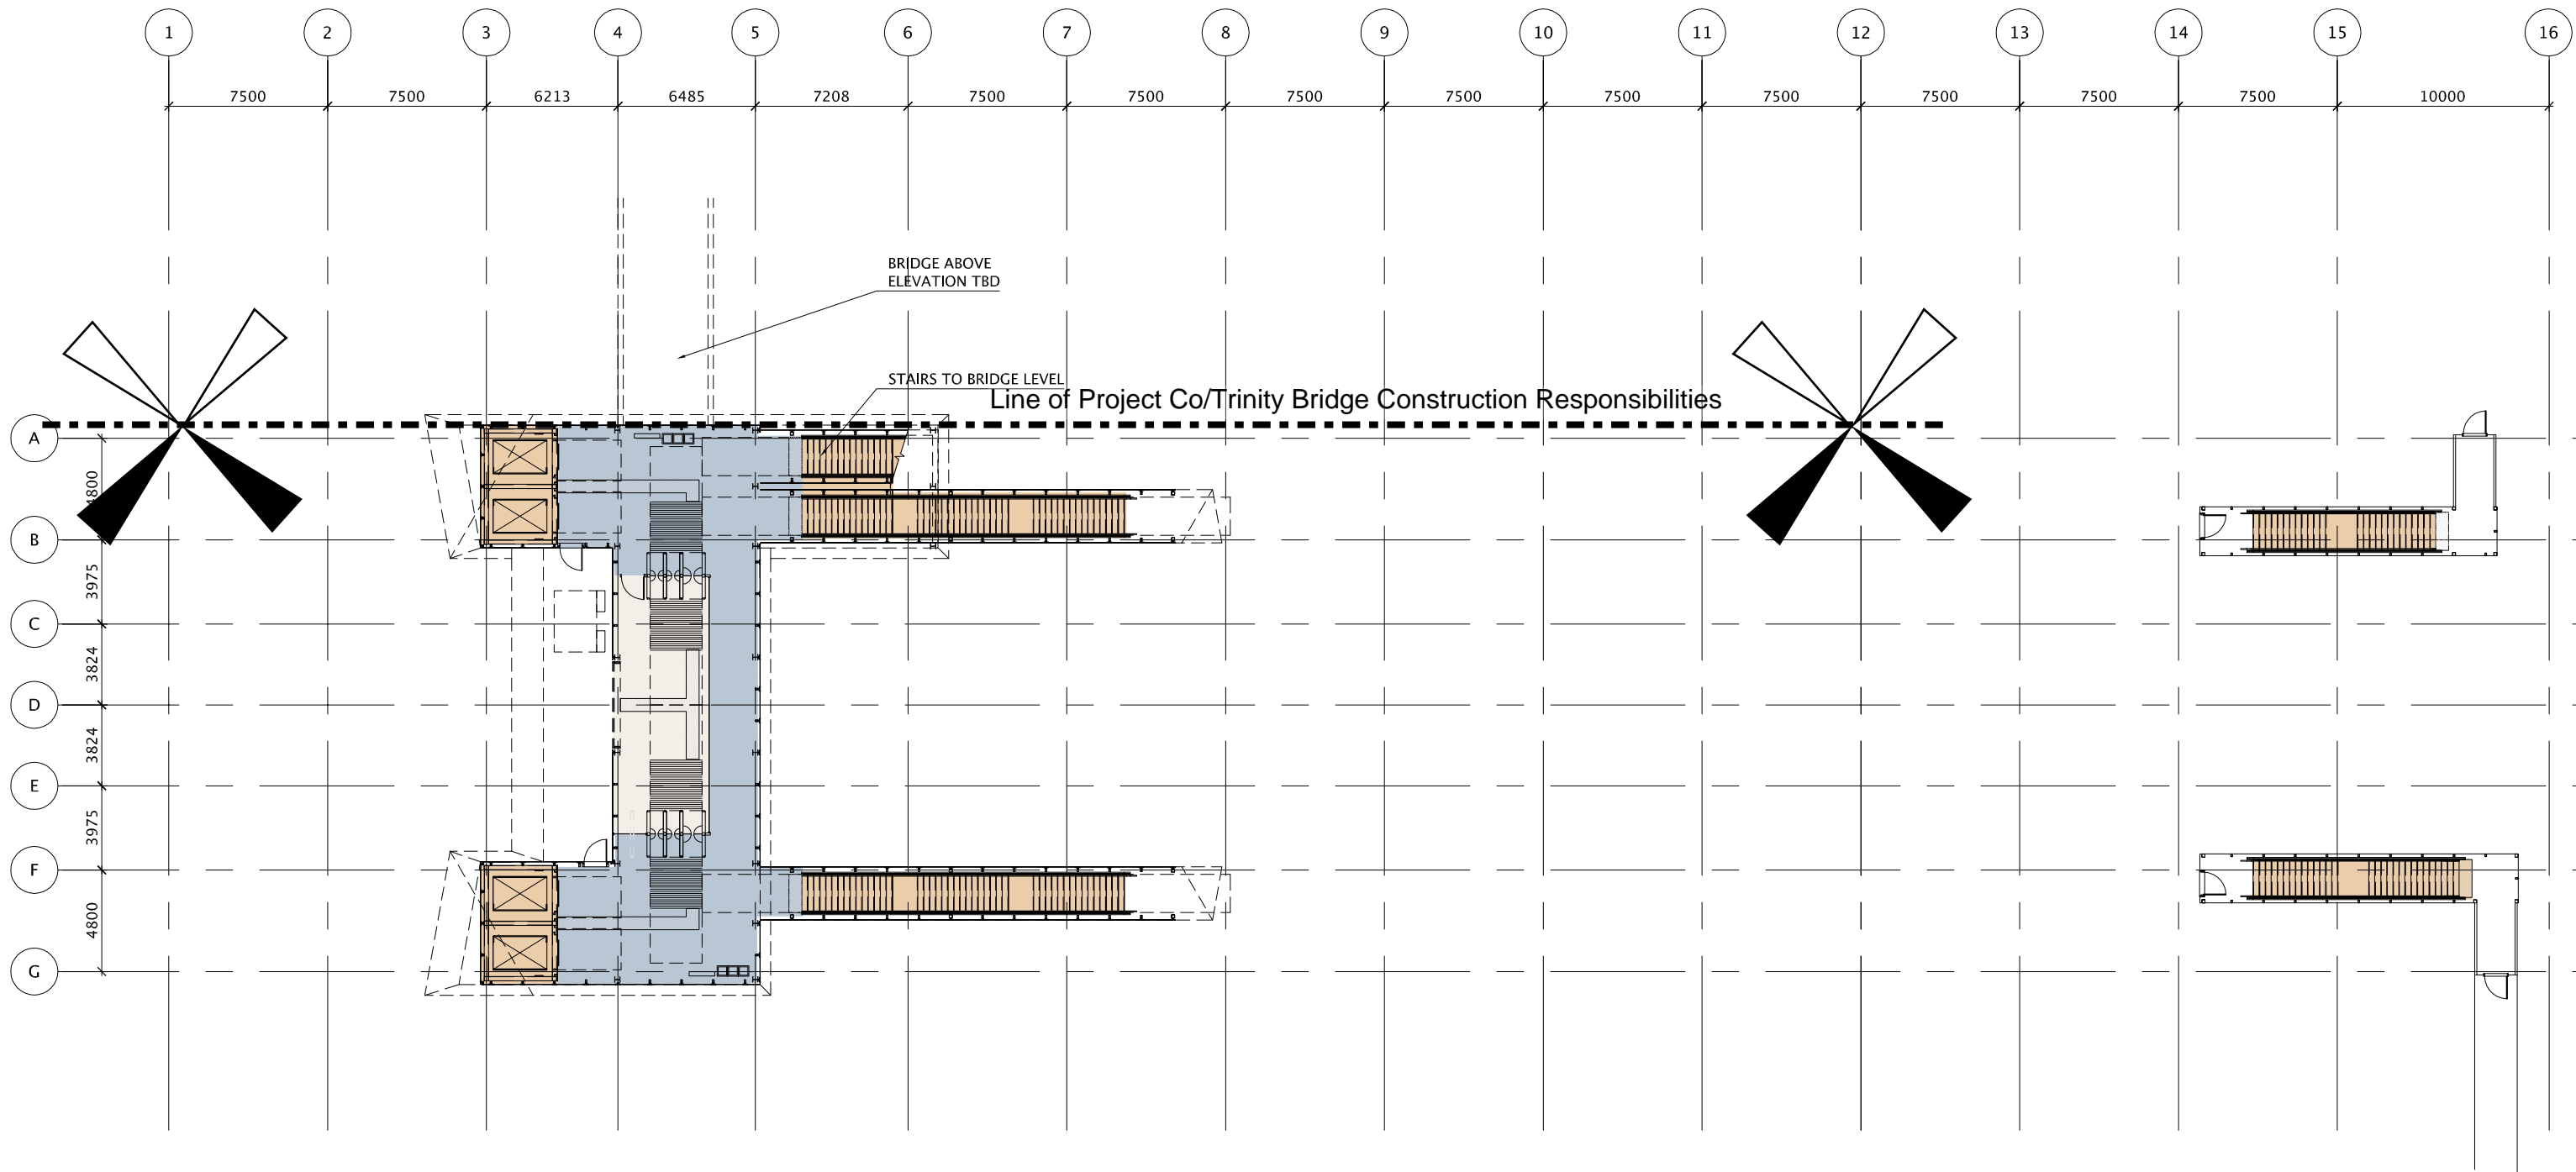 1 2 3 4 5 6 7 8 9 10 11 12 13 14 15 16
7500 7500 6213 6485 7208 7500 7500 7500 7500 7500 7500 7500 7500 7500 10000
BRIDGE ABOVE
ELEVATION TBD
STAIRS TO BRIDGE LEVEL
Line of Project Co/Trinity Bridge Construction Responsibilities
A
4800
B
3975
C
3824
D
3824
E
3975
F
4800
G